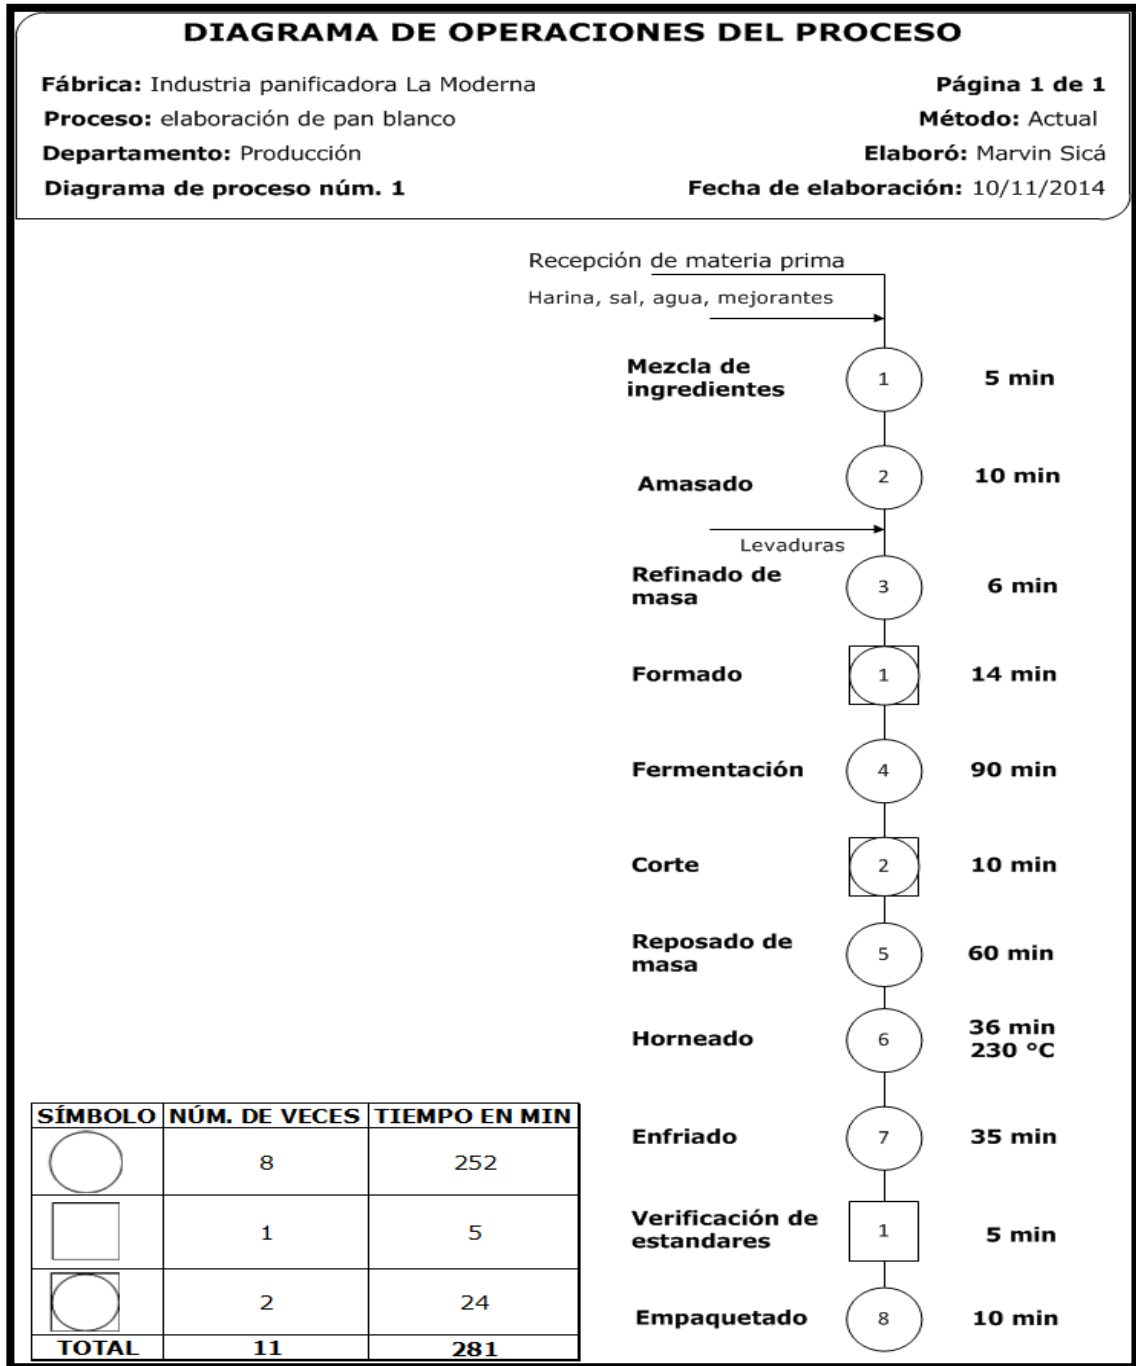 DIAGRAMA DE OPERACIONES DEL PROCESO
Fábrica: Industria panificadora La Moderna
Página 1 de 1
Proceso: elaboración de pan blanco
Método: Actual
Departamento: Producción
Elaboró: Marvin Sicá
Diagrama de proceso núm. 1
Fecha de elaboración: 10/11/2014
Recepción de materia prima
Harina, sal, agua, mejorantes
Mezcla de
ingredientes
1
5 min
Amasado
2
10 min
Levaduras
Refinado de
masa
3
6 min
Formado
1
14 min
Fermentación
4
90 min
Corte
2
10 min
Reposado de
masa
5
60 min
Horneado
6
36 min
230 °C
Enfriado
7
35 min
Verificación de
estandares
1
5 min
Empaquetado
8
10 min
SÍMBOLO NÚM. DE VECES TIEMPO EN MIN
8 252
1 5
2 24
TOTAL 11 281